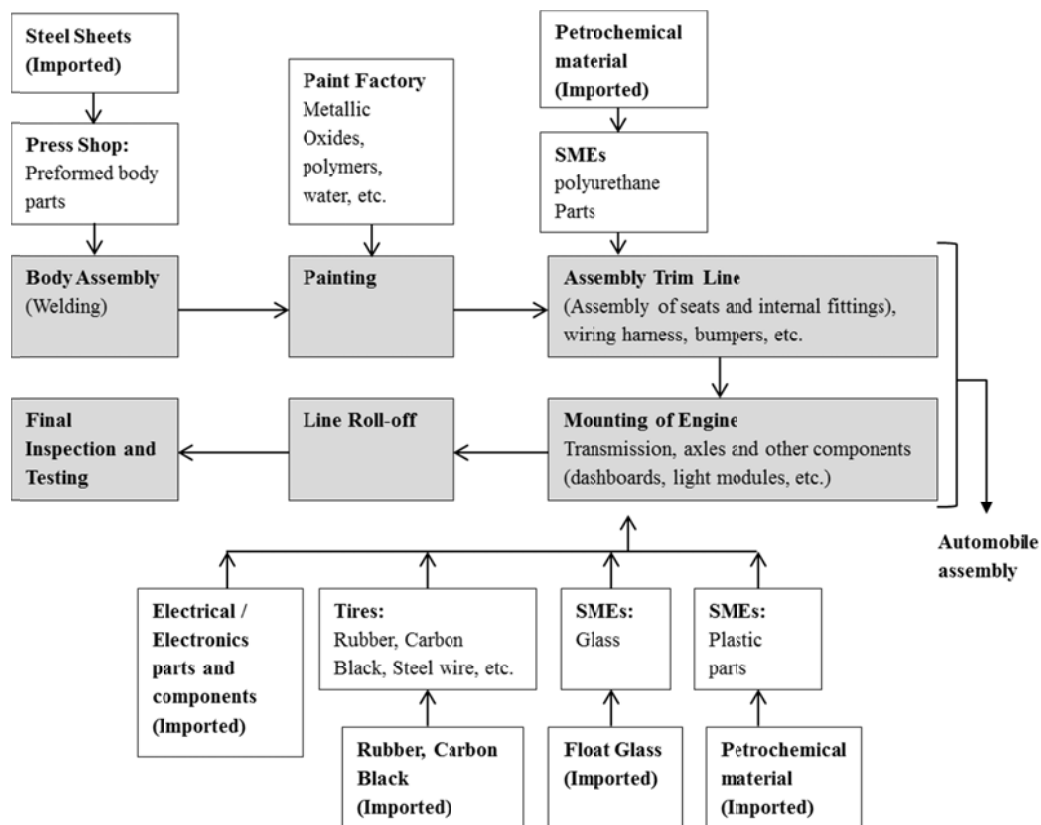 Steel Sheets
(Imported)
Petrochemical
material
(Imported)
Paint Factory
Metallic
Oxides,
polymers,
water, etc.
Press Shop:
Preformed body
parts
SMEs
polyurethane
Parts
Body Assembly
(Welding)
Painting
Assembly Trim Line
(Assembly of seats and internal fittings),
wiring harness, bumpers, etc.
Final
Inspection and
Testing
Line Roll-off
Mounting of Engine
Transmission, axles and other components
(dashboards, light modules, etc.)
Automobile
assembly
Electrical /
Electronics
parts and
components
(Imported)
Tires:
Rubber, Carbon
Black, Steel wire, etc.
SMEs:
Glass
SMEs:
Plastic
parts
Rubber, Carbon
Black
(Imported)
Float Glass
(Imported)
Petrochemical
material
(Imported)